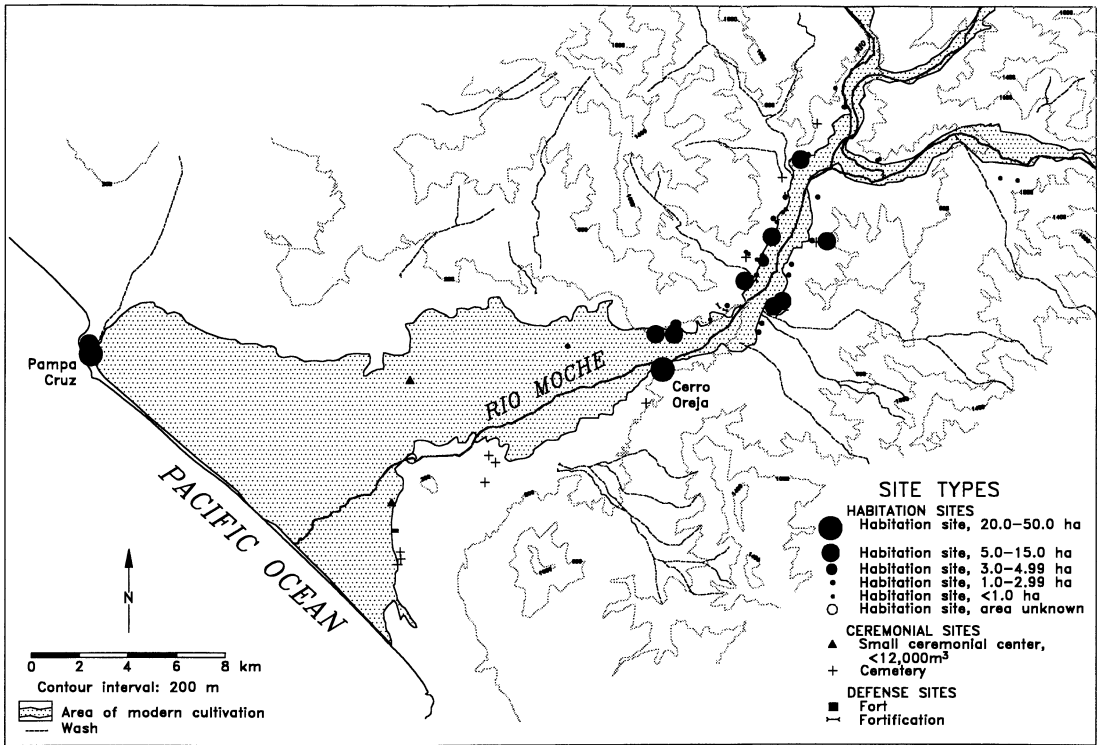 RIO
Pampa
Cruz
RIO MOCHE
Cerro
Oreja
PACIFIC OCEAN
N
0 2 4 6 8 km
Contour interval: 200 m
Area of modern cultivation
Wash
SITE TYPES
HABITATION SITES
Habitation site, 20.0–50.0 ha
Habitation site, 5.0–15.0 ha
Habitation site, 3.0–4.99 ha
Habitation site, 1.0–2.99 ha
Habitation site, <1.0 ha
Habitation site, area unknown
CEREMONIAL SITES
Small ceremonial center,
<12,000m³
Cemetery
DEFENSE SITES
Fort
Fortification